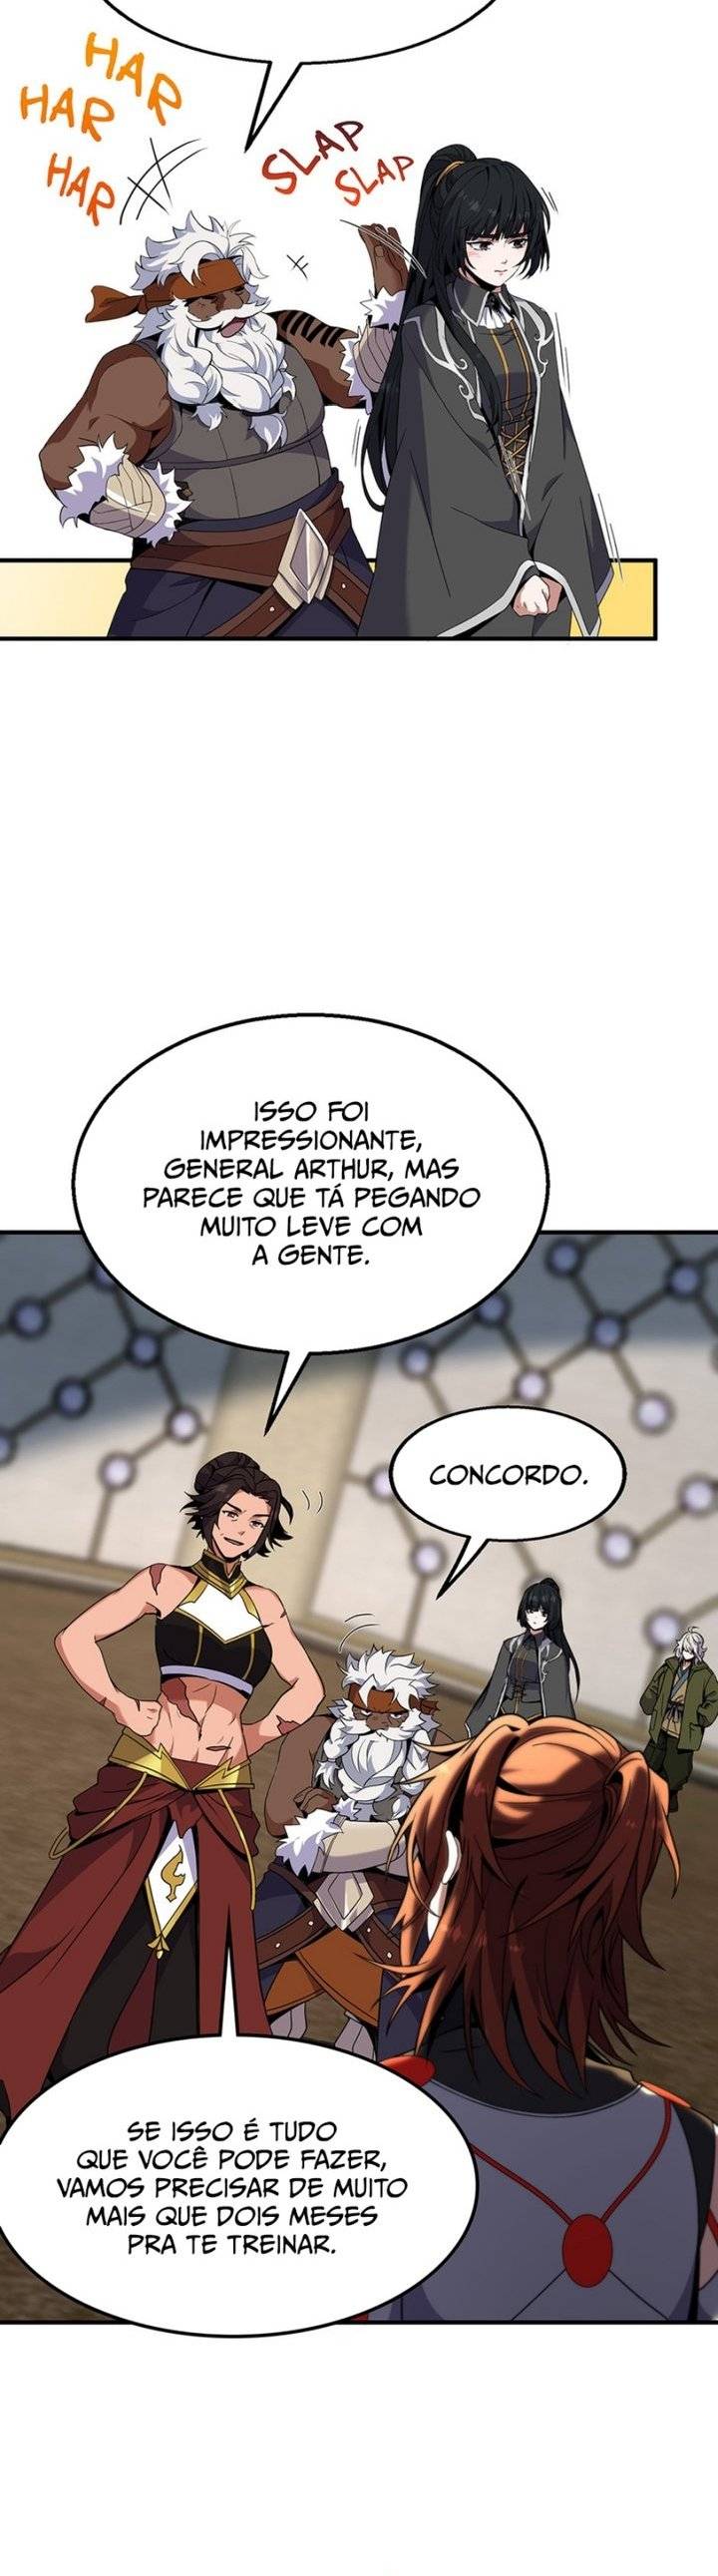 HAR
HAR
HAR
HAR
SLAP
SLAP
ISSO FOI
IMPRESSIONANTE,
GENERAL ARTHUR, MAS
PARECE QUE TÁ PEGANDO
MUITO LEVE COM
A GENTE.
CONCORDO.
SE ISSO É TUDO
QUE VOCÊ PODE FAZER,
VAMOS PRECISAR DE MUITO
MAIS QUE DOIS MESES
PRA TE TREINAR.